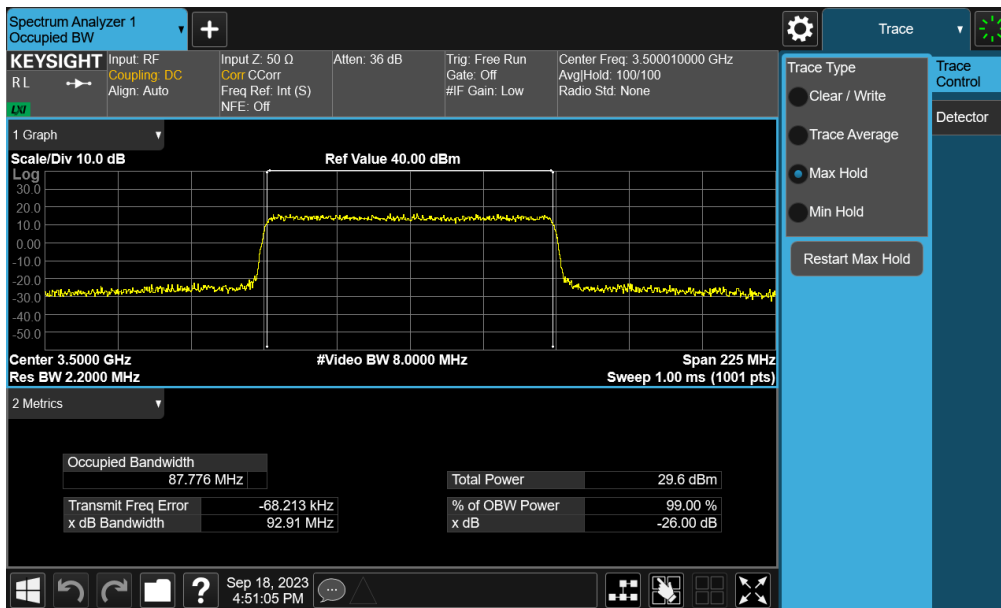 Spectrum Analyzer 1
Occupied BW
+
Trace
KEYSIGHT
R L
LXI
Input: RF
Coupling: DC
Align: Auto
Input Z: 50 Ω
Corr CCorr
Freq Ref: Int (S)
NFE: Off
Atten: 36 dB
Trig: Free Run
Gate: Off
#IF Gain: Low
Center Freq: 3.500010000 GHz
Avg|Hold: 100/100
Radio Std: None
Trace Type
Clear / Write
Trace Average
Max Hold
Min Hold
Restart Max Hold
Trace
Control
Detector
1 Graph
Scale/Div 10.0 dB
Ref Value 40.00 dBm
Log
30.0
20.0
10.0
0.00
-10.0
-20.0
-30.0
-40.0
-50.0
Center 3.5000 GHz
#Video BW 8.0000 MHz
Span 225 MHz
Res BW 2.2000 MHz
Sweep 1.00 ms (1001 pts)
2 Metrics
Occupied Bandwidth
87.776 MHz
Total Power 29.6 dBm
Transmit Freq Error -68.213 kHz
% of OBW Power 99.00 %
x dB Bandwidth 92.91 MHz
x dB -26.00 dB
?
Sep 18, 2023
4:51:05 PM